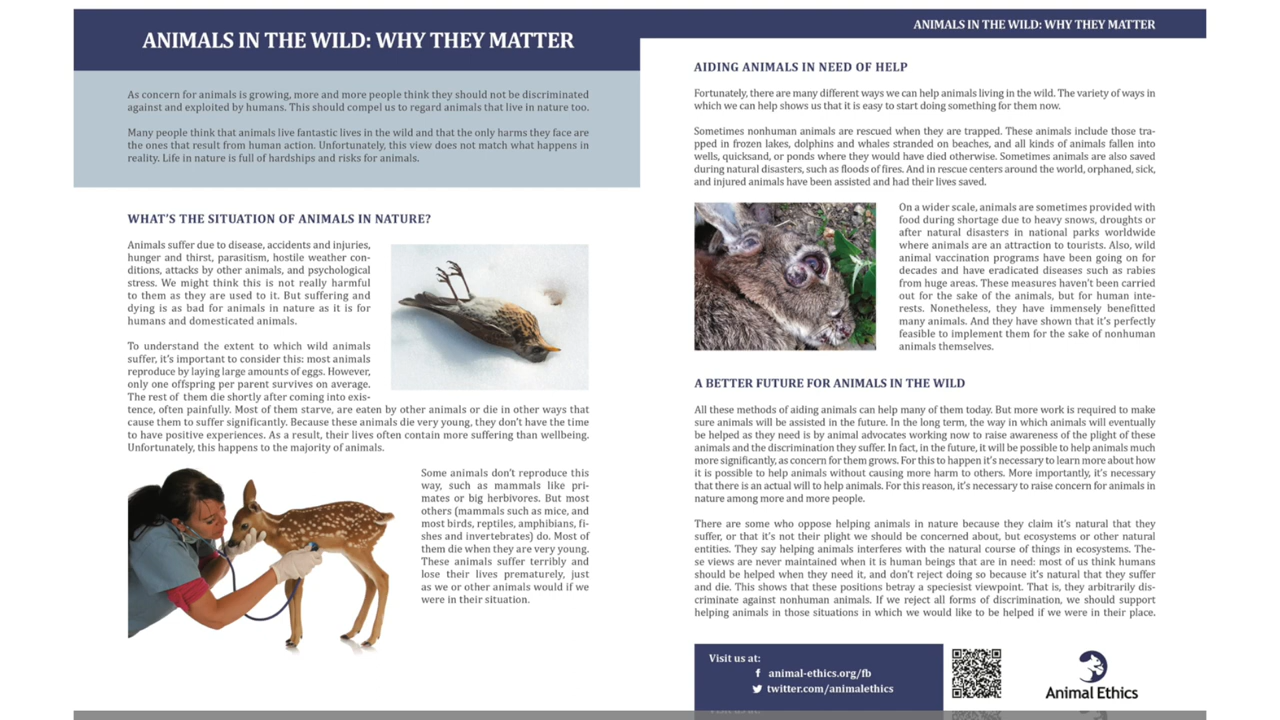 ANIMALS IN THE WILD: WHY THEY MATTER
As concern for animals is growing, more and more people think they should not be discriminated
against and exploited by humans. This should compel us to regard animals that live in nature too.
Many people think that animals live fantastic lives in the wild and that the only harms they face are
the ones that result from human action. Unfortunately, this view does not match what happens in
reality. Life in nature is full of hardships and risks for animals.
WHAT'S THE SITUATION OF ANIMALS IN NATURE?
Animals suffer due to disease, accidents and injuries,
hunger and thirst, parasitism, hostile weather con-
ditions, attacks by other animals, and psychological
stress. We might think this is not really harmful
to them as they are used to it. But suffering and
dying is as bad for animals in nature as it is for
humans and domesticated animals.
To understand the extent to which wild animals
suffer, it's important to consider this: most animals
reproduce by laying large amounts of eggs. However,
only one offspring per parent survives on average.
The rest of them die shortly after coming into exis-
tence, often painfully. Most of them starve, are eaten by other animals or die in other ways that
cause them to suffer significantly. Because these animals die very young, they don't have the time
to have positive experiences. As a result, their lives often contain more suffering than wellbeing.
Unfortunately, this happens to the majority of animals.
Some animals don't reproduce this
way, such as mammals like pri-
mates or big herbivores. But most
others (mammals such as mice, and
most birds, reptiles, amphibians, fi-
shes and invertebrates) do. Most of
them die when they are very young.
These animals suffer terribly and
lose their lives prematurely, just
as we or other animals would if we
were in their situation.
ANIMALS IN THE WILD: WHY THEY MATTER
AIDING ANIMALS IN NEED OF HELP
Fortunately, there are many different ways we can help animals living in the wild. The variety of ways in
which we can help shows us that it is easy to start doing something for them now.
Sometimes nonhuman animals are rescued when they are trapped. These animals include those tra-
pped in frozen lakes, dolphins and whales stranded on beaches, and all kinds of animals fallen into
wells, quicksand, or ponds where they would have died otherwise. Sometimes animals are also saved
during natural disasters, such as floods of fires. And in rescue centers around the world, orphaned, sick,
and injured animals have been assisted and had their lives saved.
On a wider scale, animals are sometimes provided with
food during shortage due to heavy snows, droughts or
after natural disasters in national parks worldwide
where animals are an attraction to tourists. Also, wild
animal vaccination programs have been going on for
decades and have eradicated diseases such as rabies
from huge areas. These measures haven't been carried
out for the sake of the animals, but for human inte-
rests. Nonetheless, they have immensely benefitted
many animals. And they have shown that it's perfectly
feasible to implement them for the sake of nonhuman
animals themselves.
A BETTER FUTURE FOR ANIMALS IN THE WILD
All these methods of aiding animals can help many of them today. But more work is required to make
sure animals will be assisted in the future. In the long term, the way in which animals will eventually
be helped as they need is by animal advocates working now to raise awareness of the plight of these
animals and the discrimination they suffer. In fact, in the future, it will be possible to help animals much
more significantly, as concern for them grows. For this to happen it's necessary to learn more about how
it is possible to help animals without causing more harm to others. More importantly, it's necessary
that there is an actual will to help animals. For this reason, it's necessary to raise concern for animals in
nature among more and more people.
There are some who oppose helping animals in nature because they claim it's natural that they
suffer, or that it's not their plight we should be concerned about, but ecosystems or other natural
entities. They say helping animals interferes with the natural course of things in ecosystems. The-
se views are never maintained when it is human beings that are in need: most of us think humans
should be helped when they need it, and don't reject doing so because it's natural that they suffer
and die. This shows that these positions betray a speciesist viewpoint. That is, they arbitrarily dis-
criminate against nonhuman animals. If we reject all forms of discrimination, we should support
helping animals in those situations in which we would like to be helped if we were in their place.
Visit us at:
animal-ethics.org/fb
twitter.com/animalethics
Animal Ethics